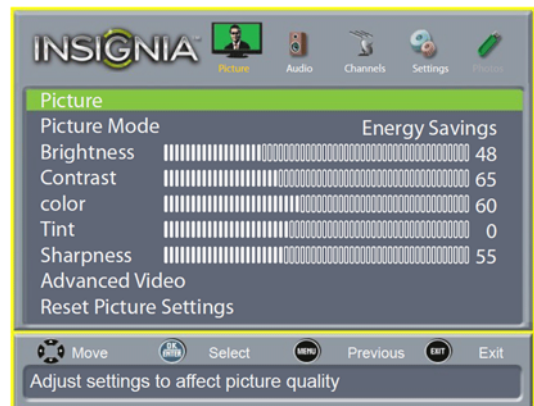 INSIGNIA
Picture Audio Channels Settings Photos
Picture
Picture Mode Energy Savings
Brightness 48
Contrast 65
color 60
Tint 0
Sharpness 55
Advanced Video
Reset Picture Settings
Move OK ENTER Select MENU Previous EXIT Exit
Adjust settings to affect picture quality